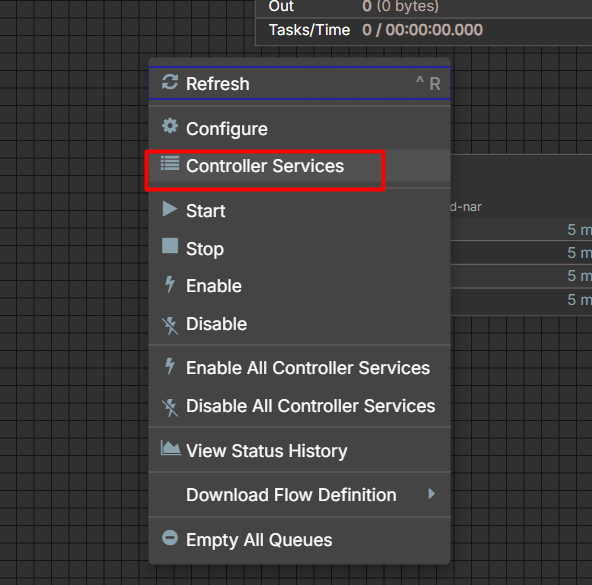 Out 0 (0 bytes)
Tasks/Time 0 / 00:00:00.000
Refresh ^ R
Configure
Controller Services
d-nar
Start
5 m
Stop
5 m
Enable
5 m
5 m
Disable
Enable All Controller Services
Disable All Controller Services
View Status History
Download Flow Definition
Empty All Queues